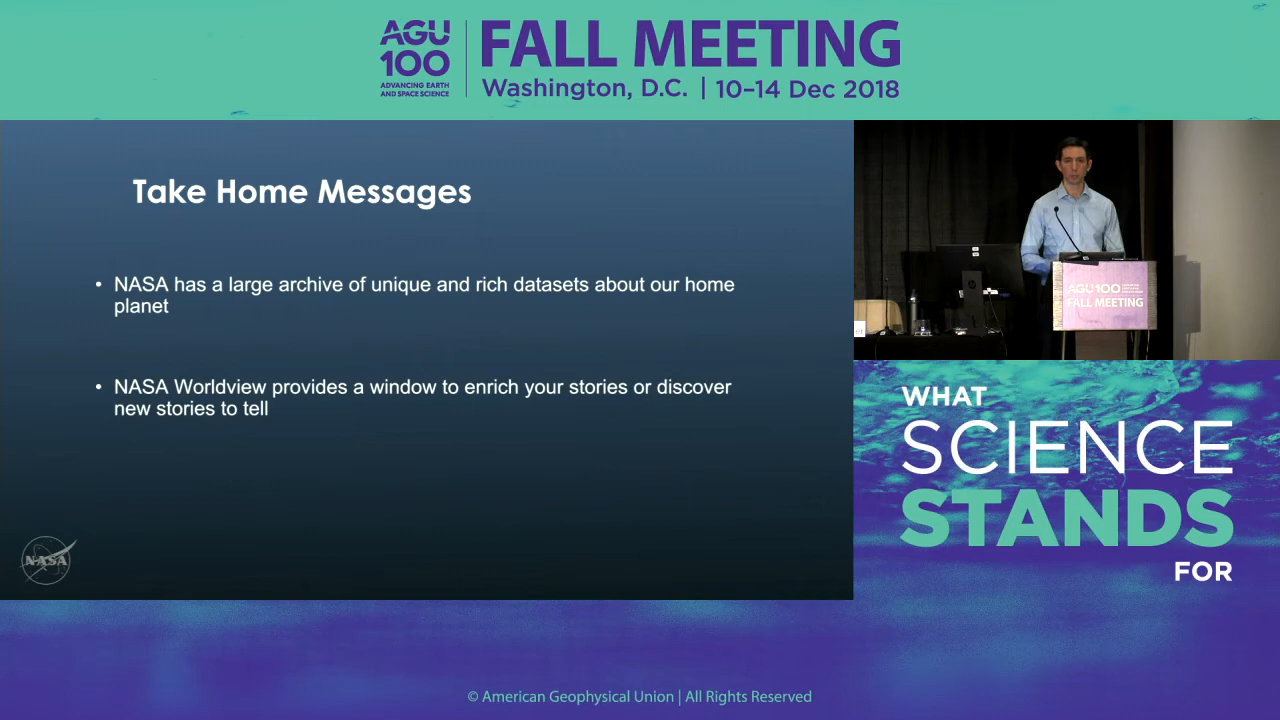 AGU
100
ADVANCING EARTH
AND SPACE SCIENCE
FALL MEETING
Washington, D.C. | 10–14 Dec 2018
Take Home Messages
• NASA has a large archive of unique and rich datasets about our home
planet
• NASA Worldview provides a window to enrich your stories or discover
new stories to tell
NASA
AGU100
FALL MEETING
WHAT
SCIENCE
STANDS
FOR
© American Geophysical Union | All Rights Reserved